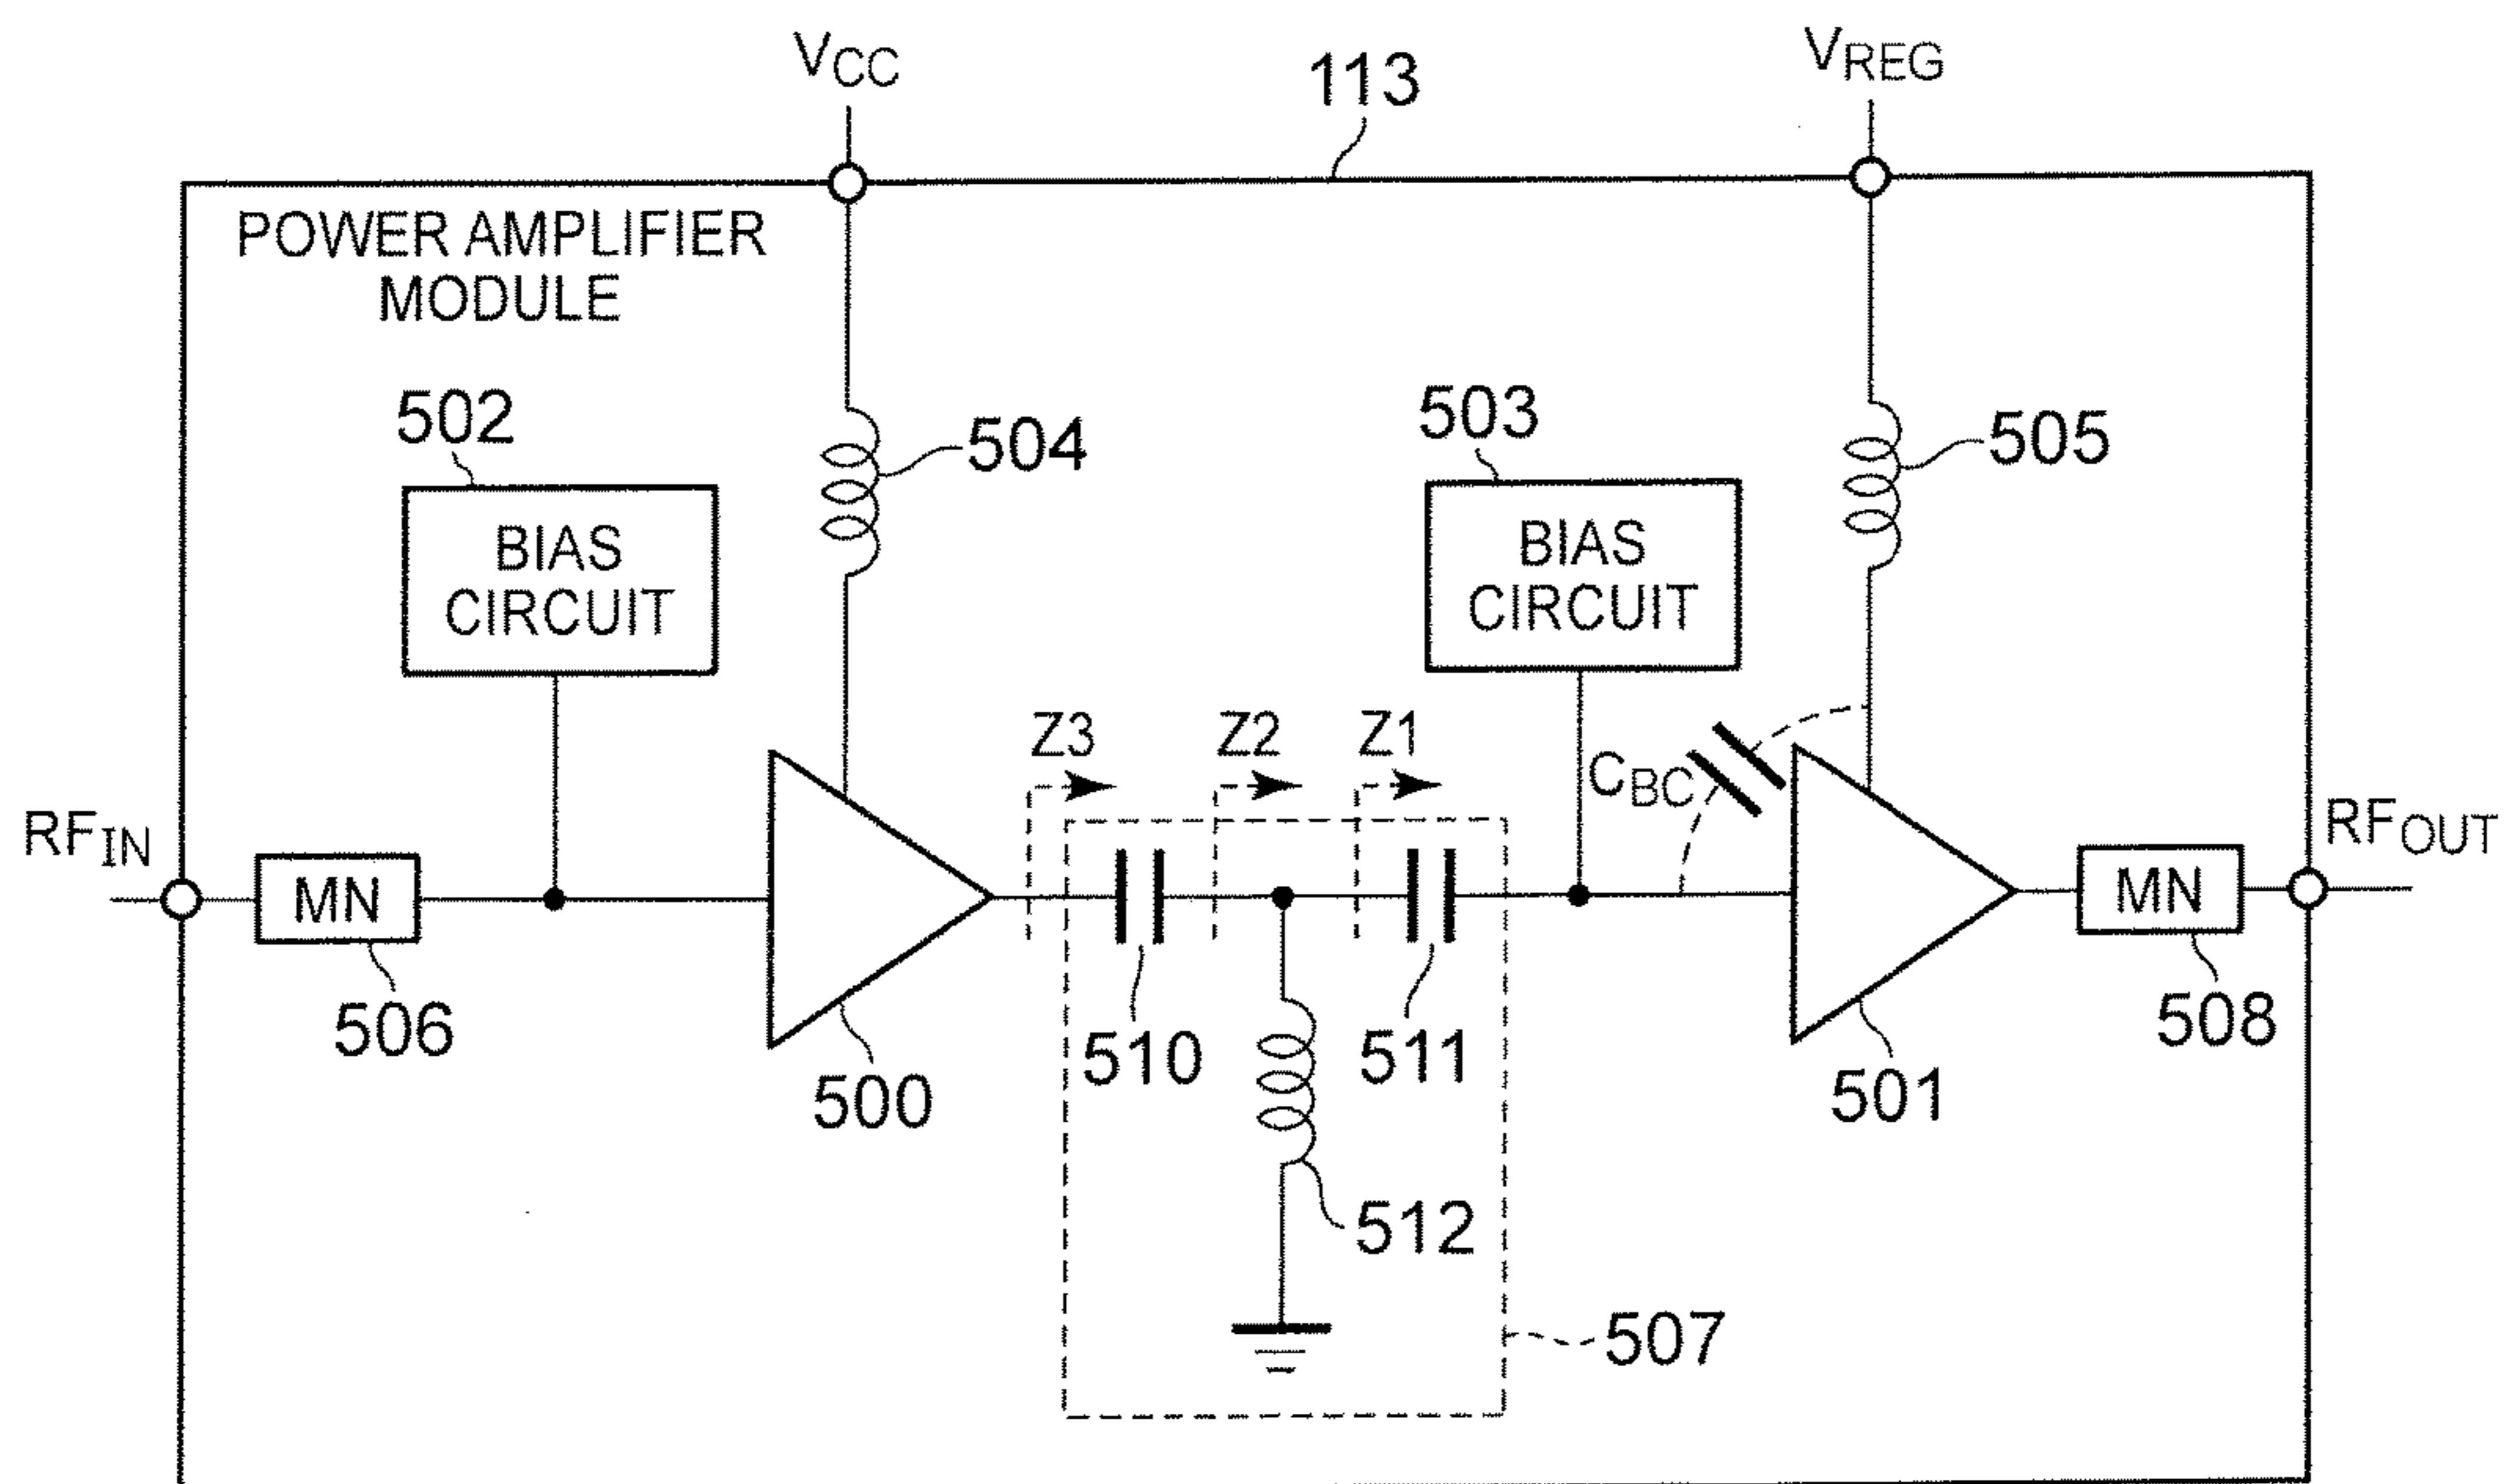 VCC
VREG
113
POWER AMPLIFIER
MODULE
502
504
503
505
BIAS
CIRCUIT
BIAS
CIRCUIT
Z3
Z2
Z1
CBC
RFIN
RFOUT
MN
MN
506
500
510
511
501
508
512
507